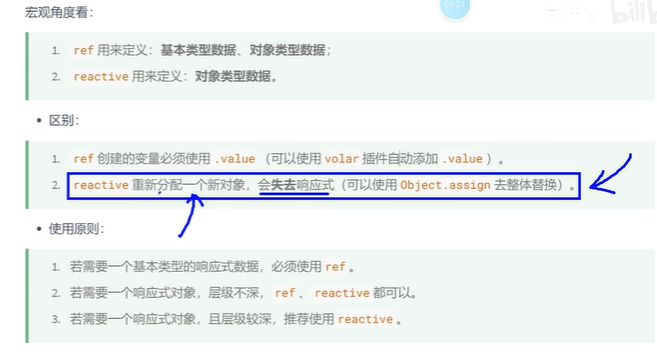 05:21
bilib
宏观角度看：
1. ref 用来定义：基本类型数据、对象类型数据；
2. reactive 用来定义：对象类型数据。
• 区别：
1. ref 创建的变量必须使用 .value（可以使用 volar 插件自动添加 .value）。
2. reactive 重新分配一个新对象，会失去响应式（可以使用 Object.assign 去整体替换）。
• 使用原则：
1. 若需要一个基本类型的响应式数据，必须使用 ref。
2. 若需要一个响应式对象，层级不深，ref、reactive 都可以。
3. 若需要一个响应式对象，且层级较深，推荐使用 reactive。